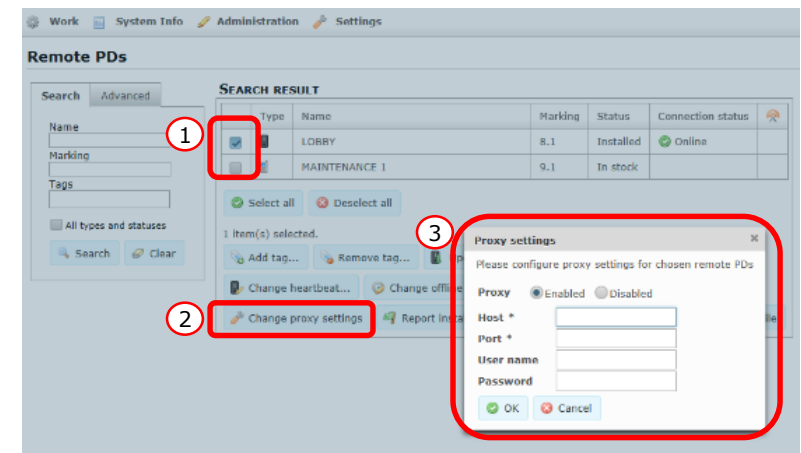 Work System Info Administration Settings
Remote PDs
Search Advanced
Name
Marking
Tags
All types and statuses
Search Clear
SEARCH RESULT
Type Name Marking Status Connection status
LOBBY 8.1 Installed Online
MAINTENANCE 1 9.1 In stock
1
Select all Deselect all
1 item(s) selected.
Add tag... Remove tag...
Change heartbeat... Change offline
2
Change proxy settings Report insta
3
Proxy settings
Please configure proxy settings for chosen remote PDs
Proxy Enabled Disabled
Host *
Port *
User name
Password
OK Cancel